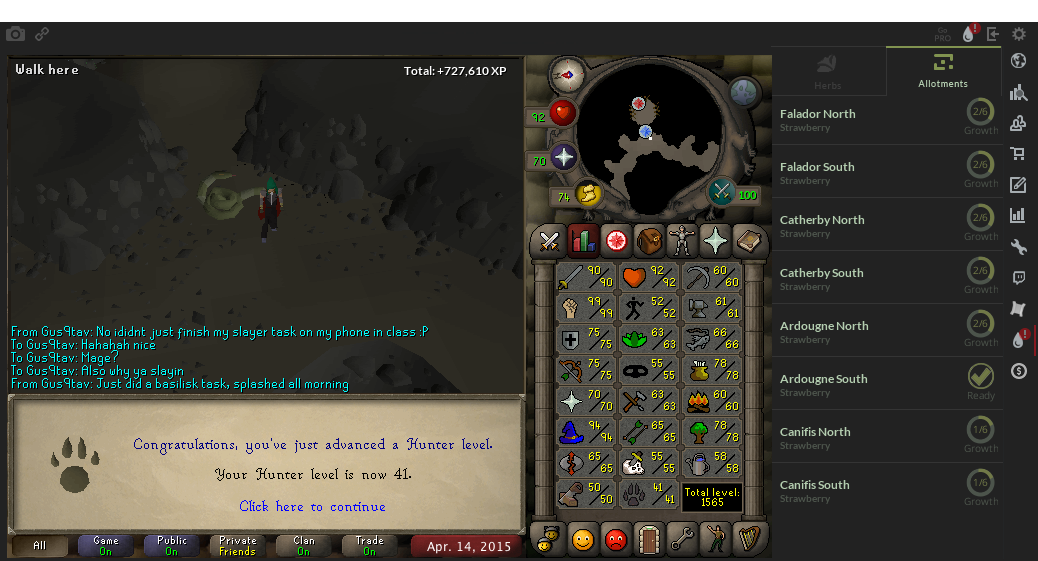 Go
PRO
Walk here
Total: +727,610 XP
92
70
74
100
Herbs
Allotments
Falador North
Strawberry
2/6
Growth
Falador South
Strawberry
2/6
Growth
Catherby North
Strawberry
2/6
Growth
Catherby South
Strawberry
2/6
Growth
Ardougne North
Strawberry
2/6
Growth
Ardougne South
Strawberry
Ready
Canifis North
Strawberry
1/6
Growth
Canifis South
Strawberry
1/6
Growth
90/90 92/92 60/60
99/99 52/52 61/61
75/75 63/63 66/66
75/75 55/55 78/78
70/70 63/63 60/60
94/94 65/65 78/78
65/65 55/55 58/58
50/50 41/41
Total level:
1565
From Gus9tav: No ididnt just finish my slayer task on my phone in class :P
To Gus9tav: Hahahah nice
To Gus9tav: Mage?
To Gus9tav: Also why ya slayin
From Gus9tav: Just did a basilisk task, splashed all morning
Congratulations, you've just advanced a Hunter level.
Your Hunter level is now 41.
Click here to continue
All
Game
On
Public
On
Private
Friends
Clan
On
Trade
On
Apr. 14, 2015